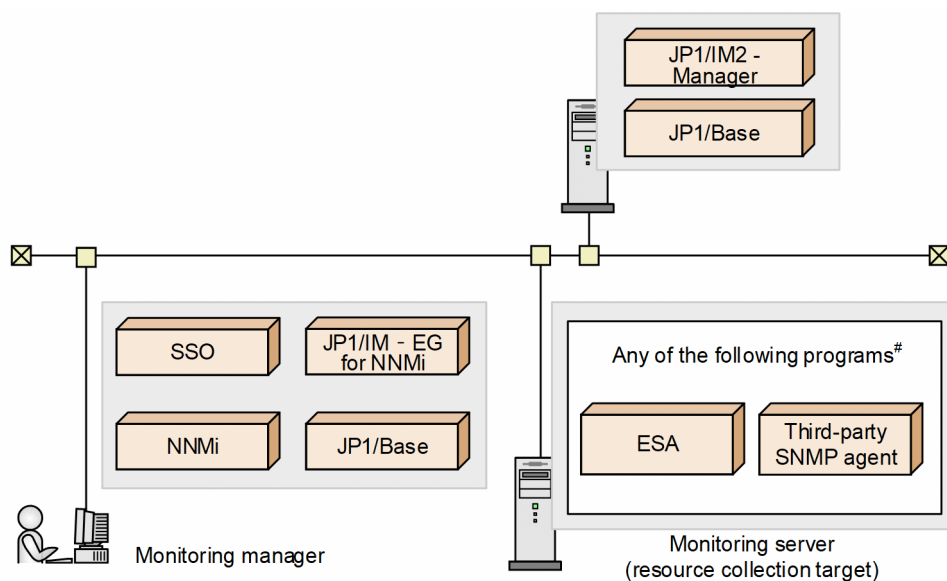 JP1/IM2 -
Manager
JP1/Base
SSO
JP1/IM - EG
for NNMi
NNMi
JP1/Base
Monitoring manager
Any of the following programs#
ESA
Third-party
SNMP agent
Monitoring server
(resource collection target)